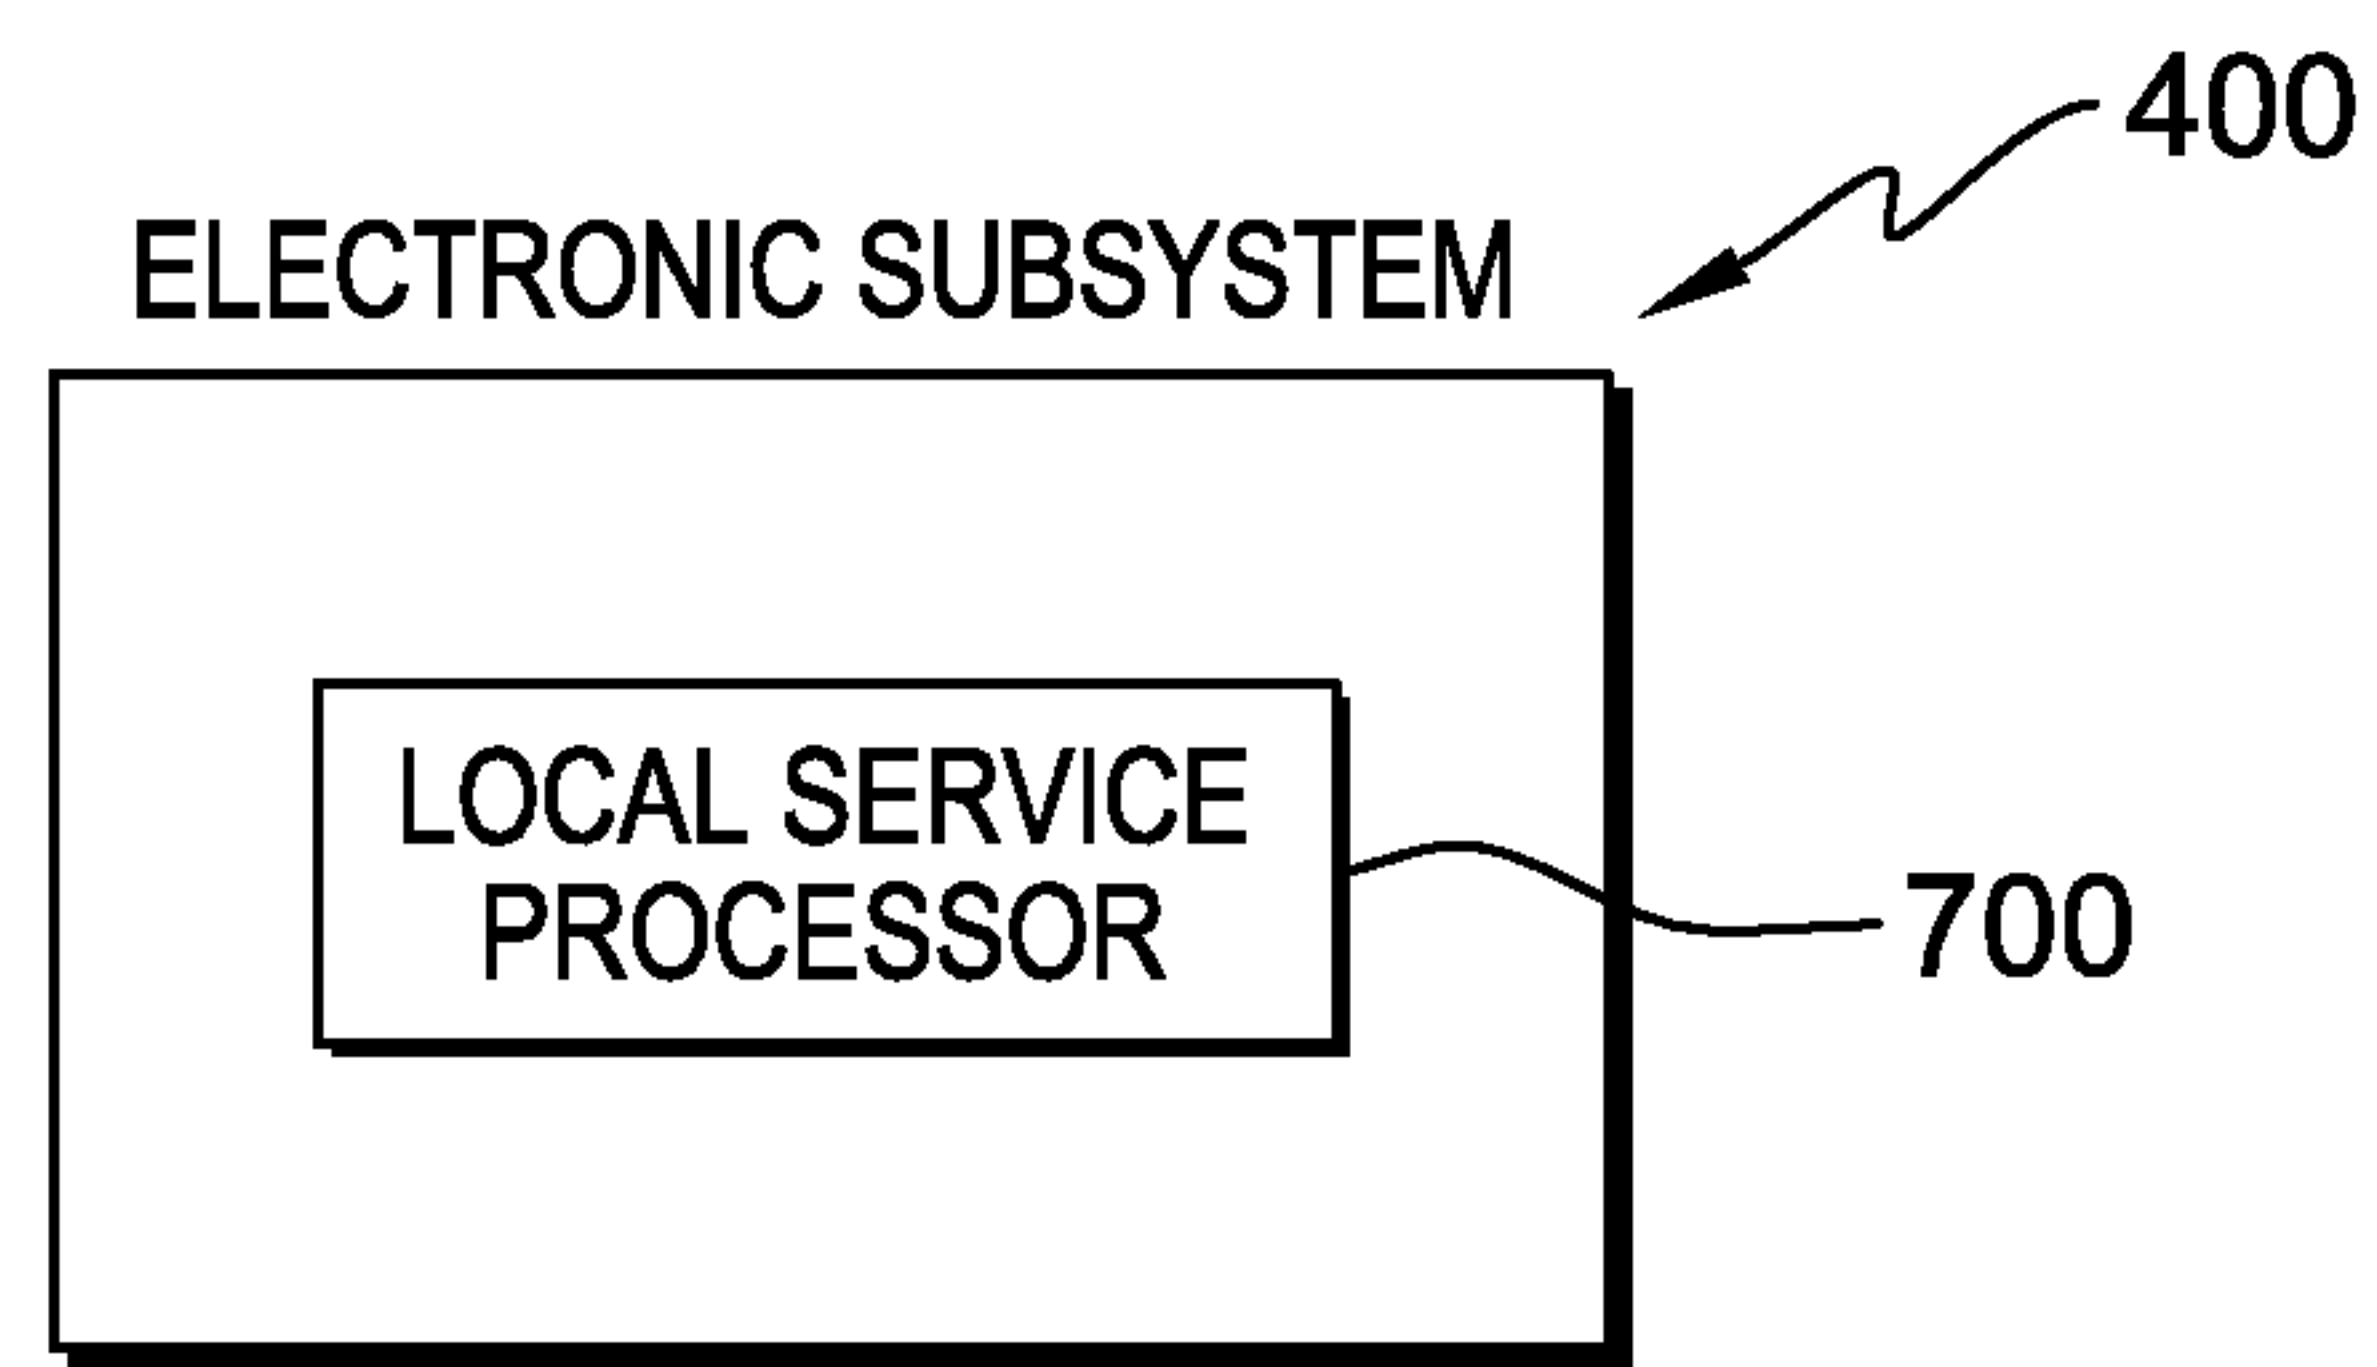 400
ELECTRONIC SUBSYSTEM
LOCAL SERVICE
PROCESSOR
700